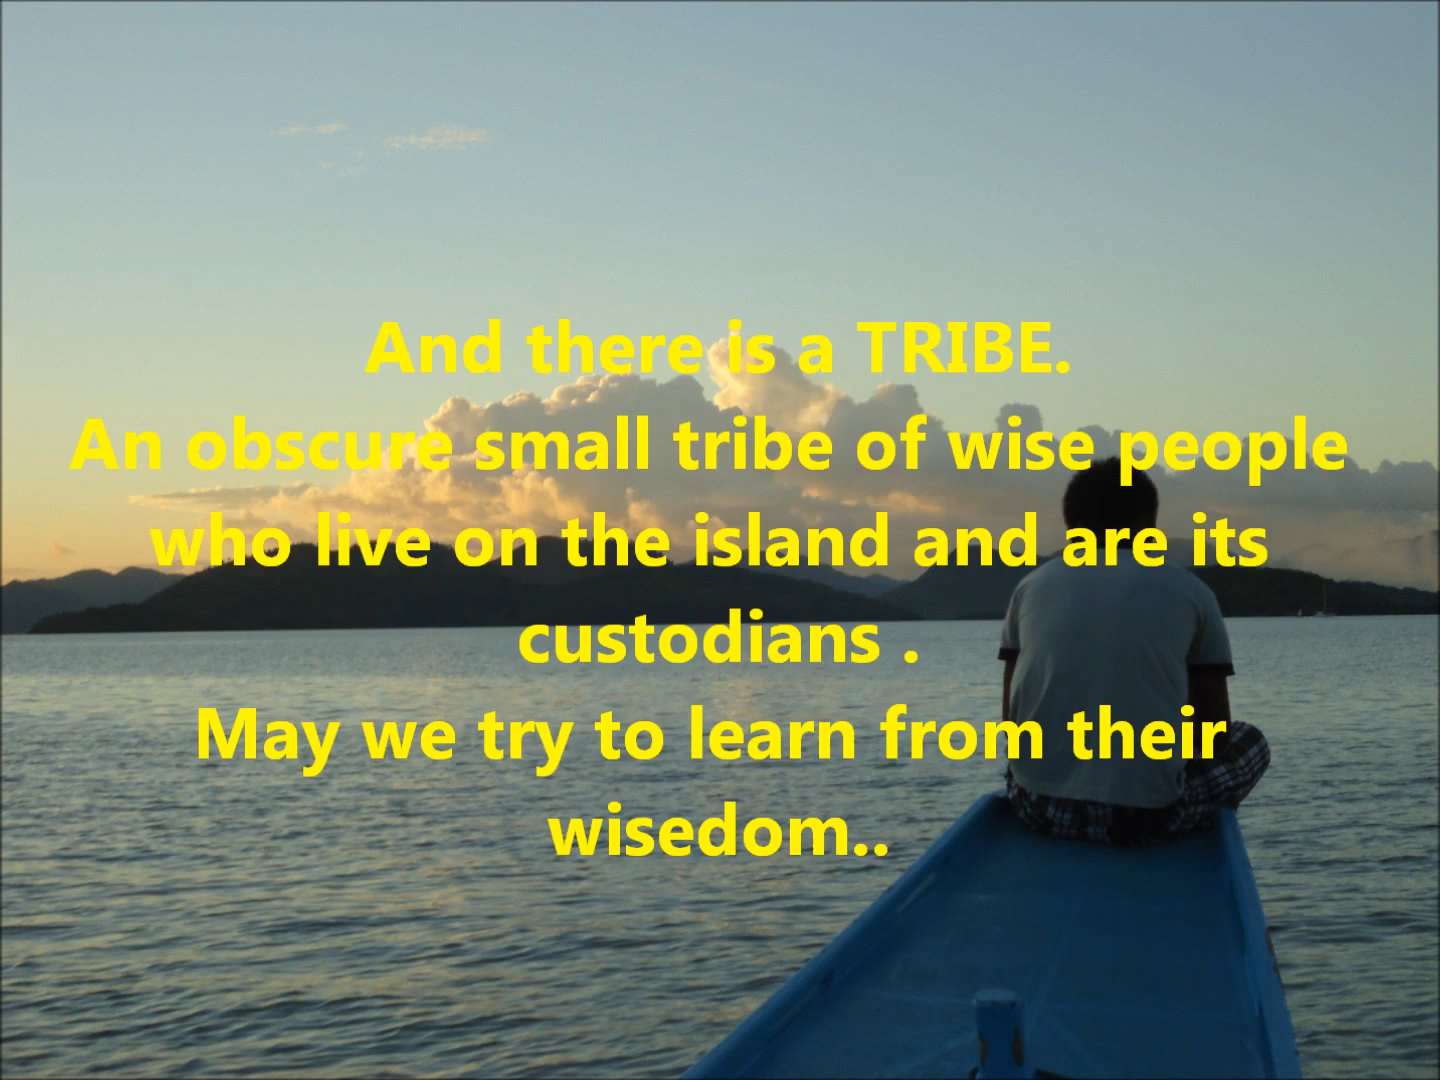 And there is a TRIBE.
An obscure small tribe of wise people
who live on the island and are its
custodians .
May we try to learn from their
wisedom..